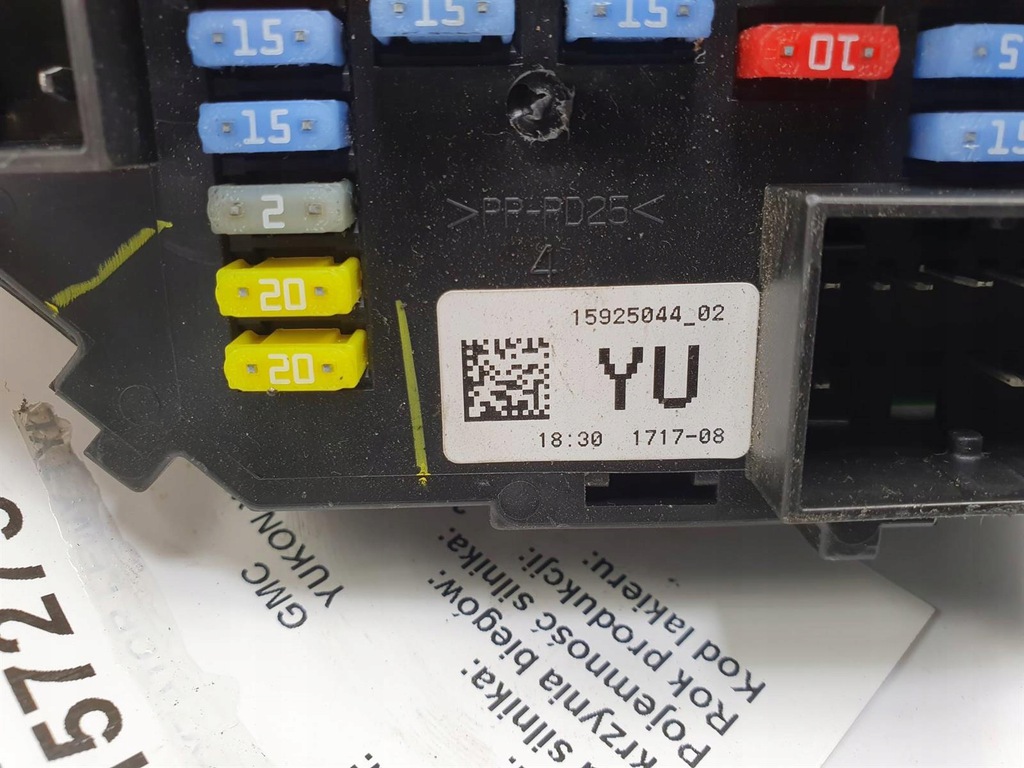 15
15
15
10
15
15
2
>PP-PD25<
4
20
20
15925044_02
YU
18:30 1717-08
GMC
YUKON
Kod lakieru:
Rok produkcji:
Pojemność silnika:
krzynia biegów:
silnika: